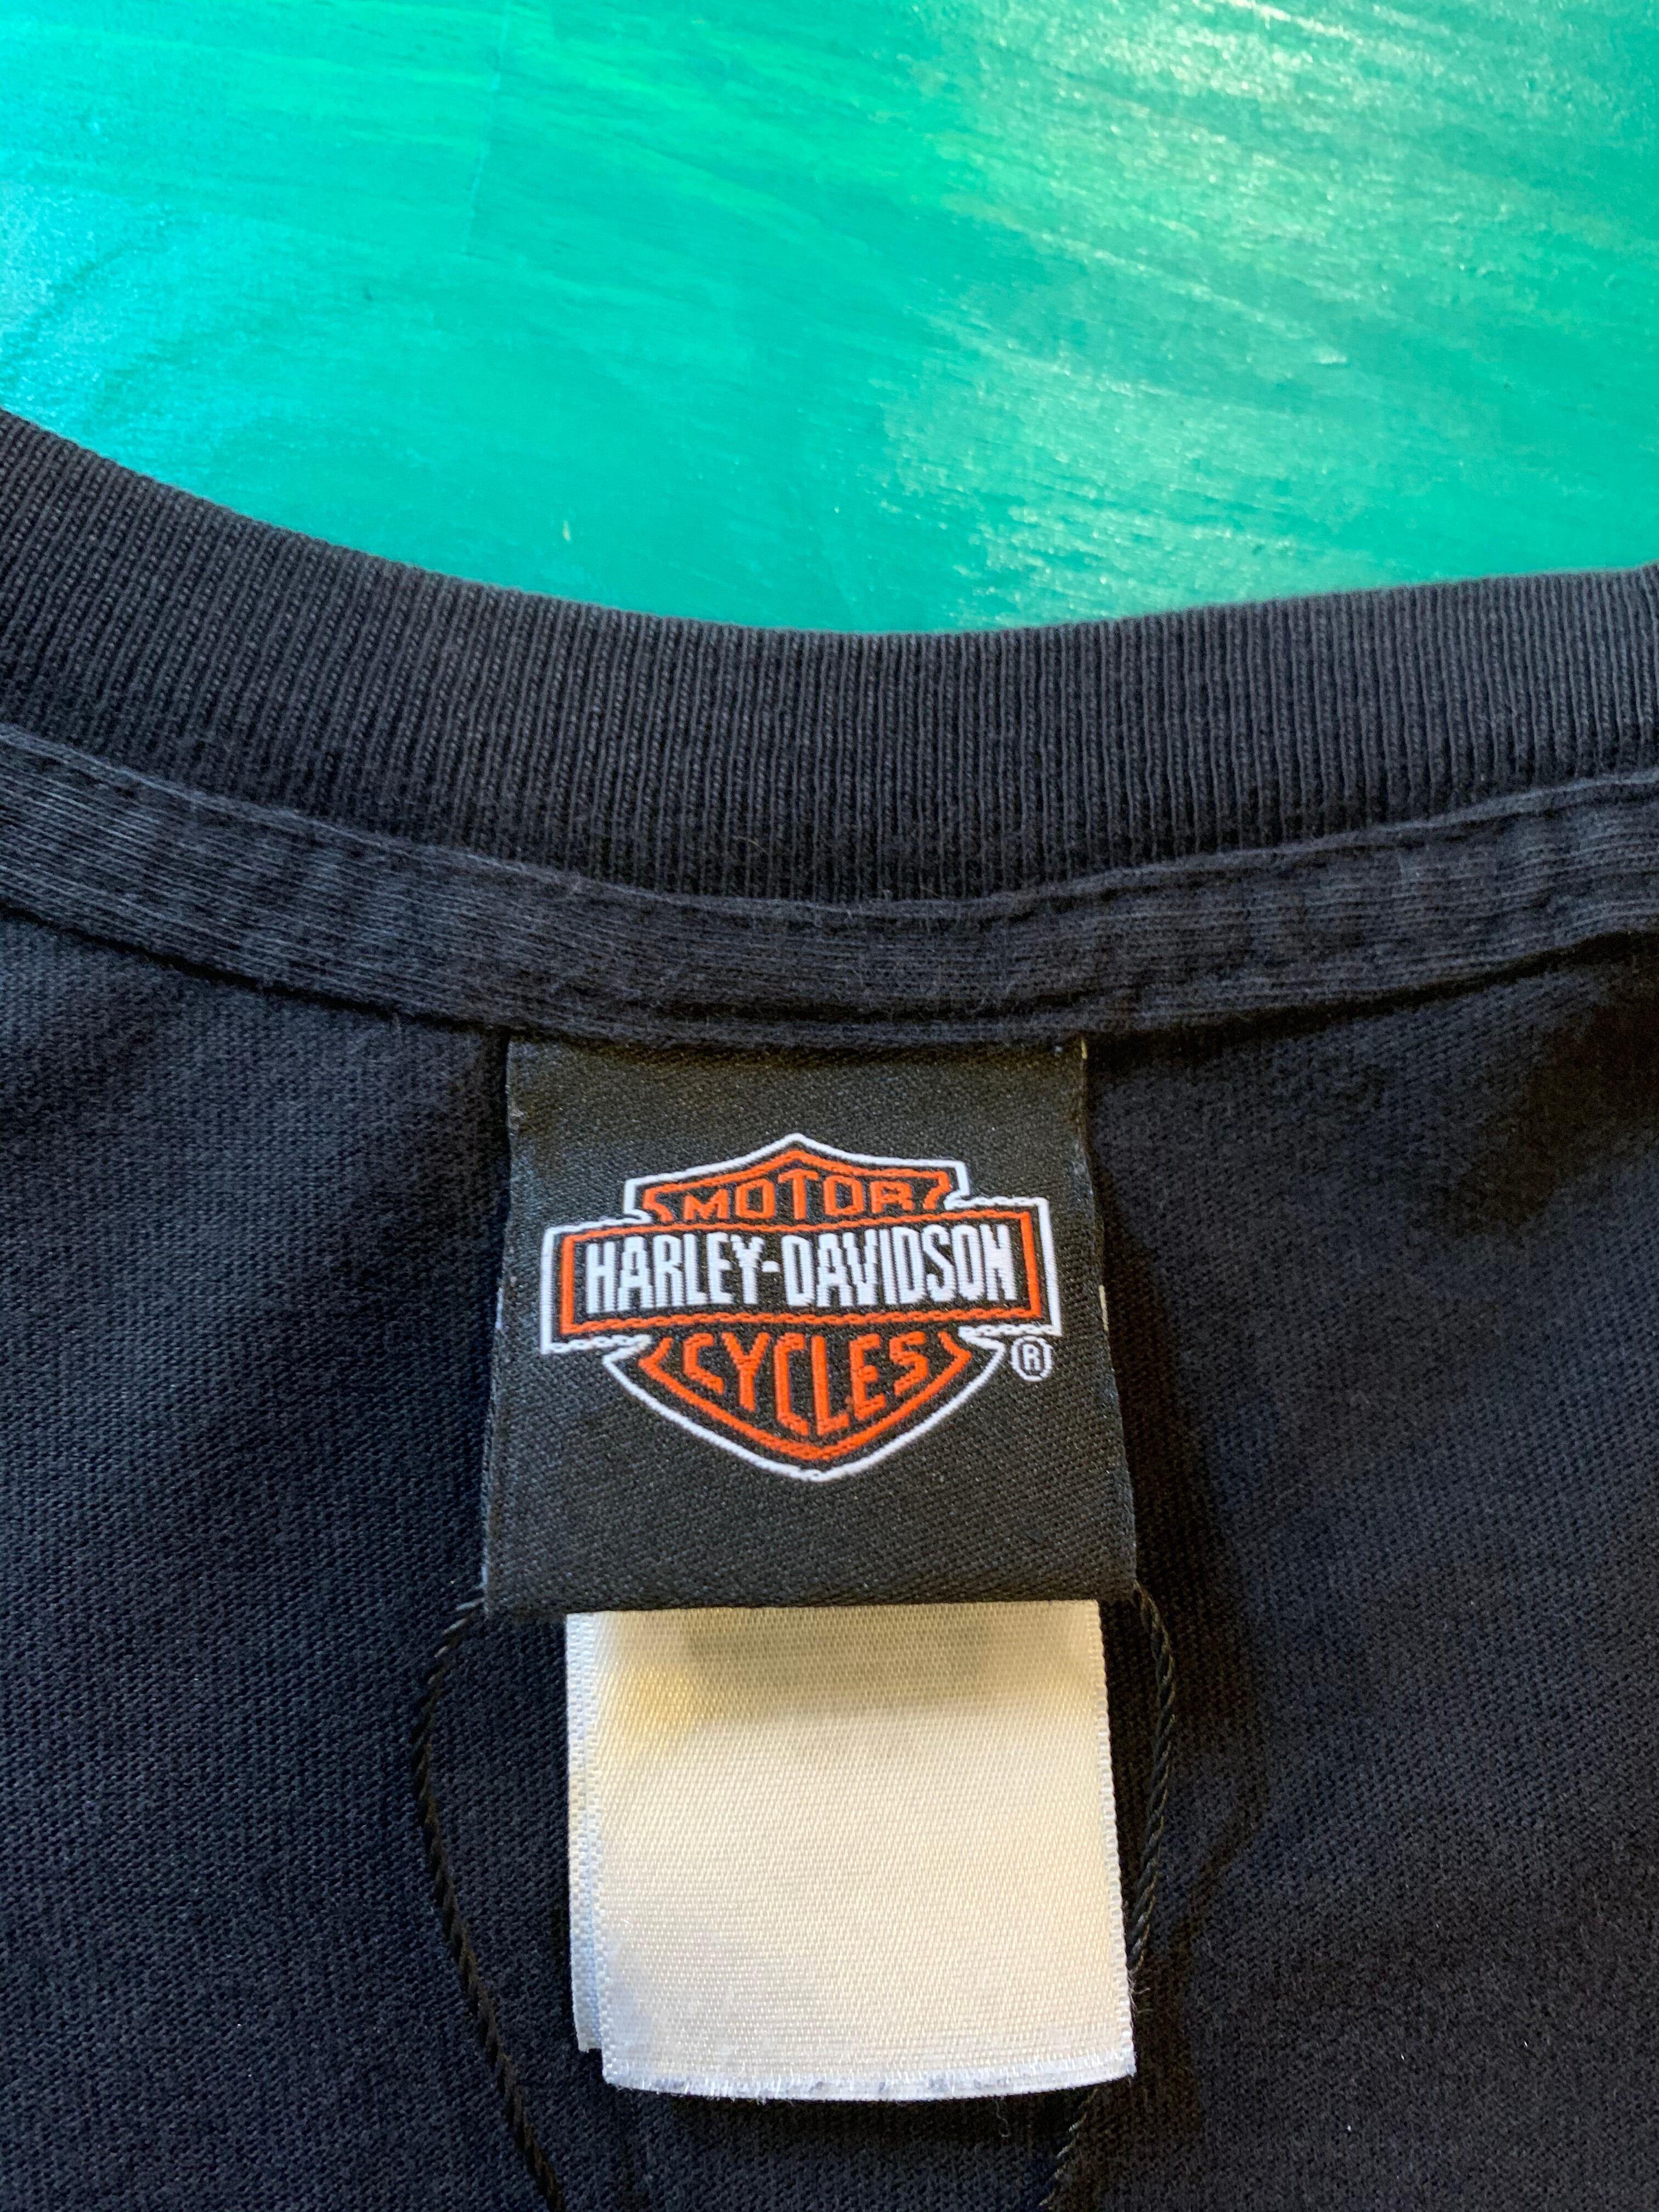 MOTOR
HARLEY-DAVIDSON
CYCLES
®